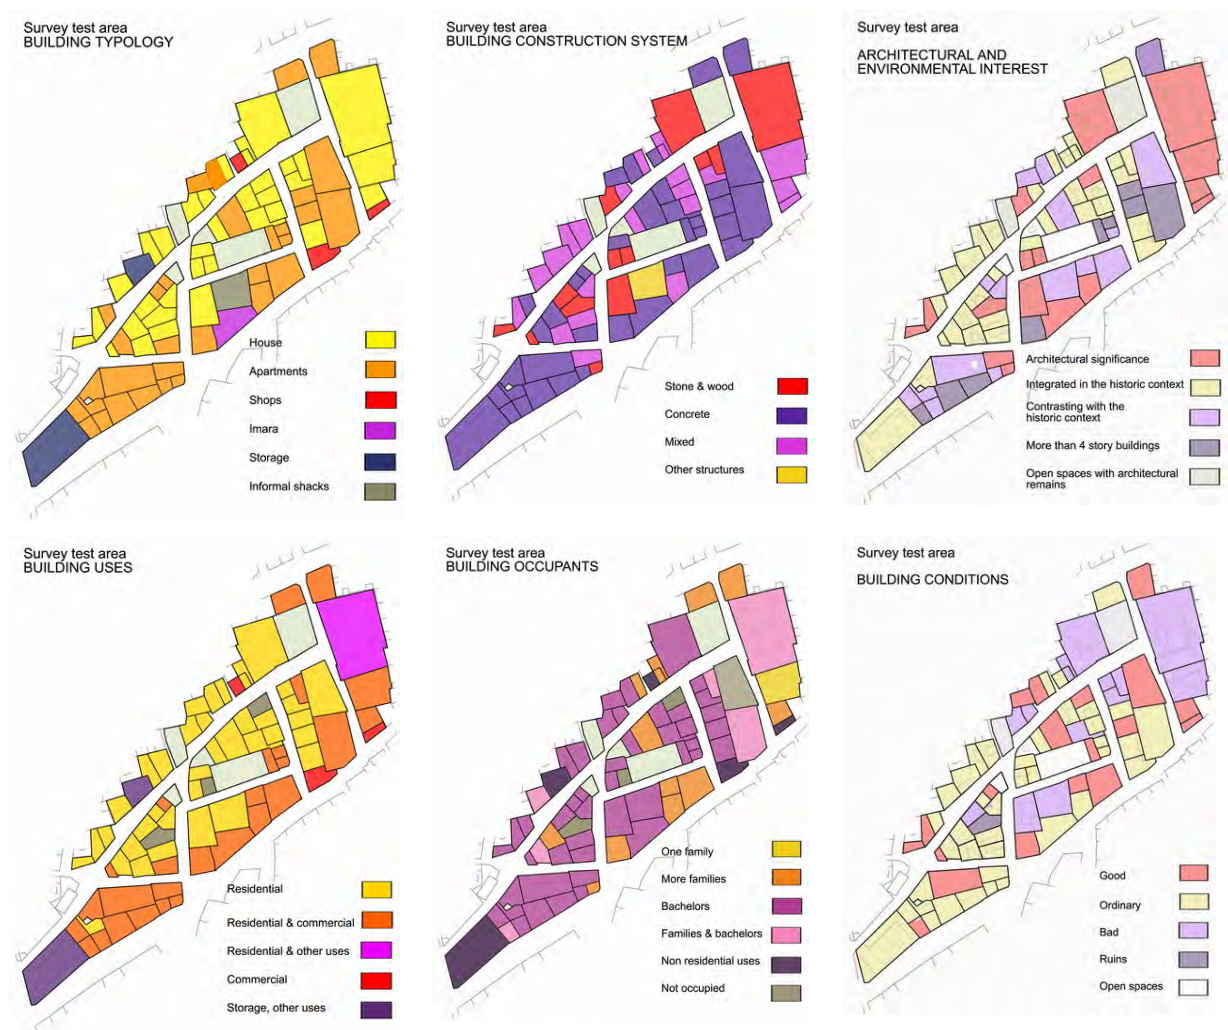 Survey test area
BUILDING TYPOLOGY
House
Apartments
Shops
Imara
Storage
Informal shacks
Survey test area
BUILDING CONSTRUCTION SYSTEM
Stone & wood
Concrete
Mixed
Other structures
Survey test area
ARCHITECTURAL AND
ENVIRONMENTAL INTEREST
Architectural significance
Integrated in the historic context
Contrasting with the
historic context
More than 4 story buildings
Open spaces with architectural
remains
Survey test area
BUILDING USES
Residential
Residential & commercial
Residential & other uses
Commercial
Storage, other uses
Survey test area
BUILDING OCCUPANTS
One family
More families
Bachelors
Families & bachelors
Non residential uses
Not occupied
Survey test area
BUILDING CONDITIONS
Good
Ordinary
Bad
Ruins
Open spaces